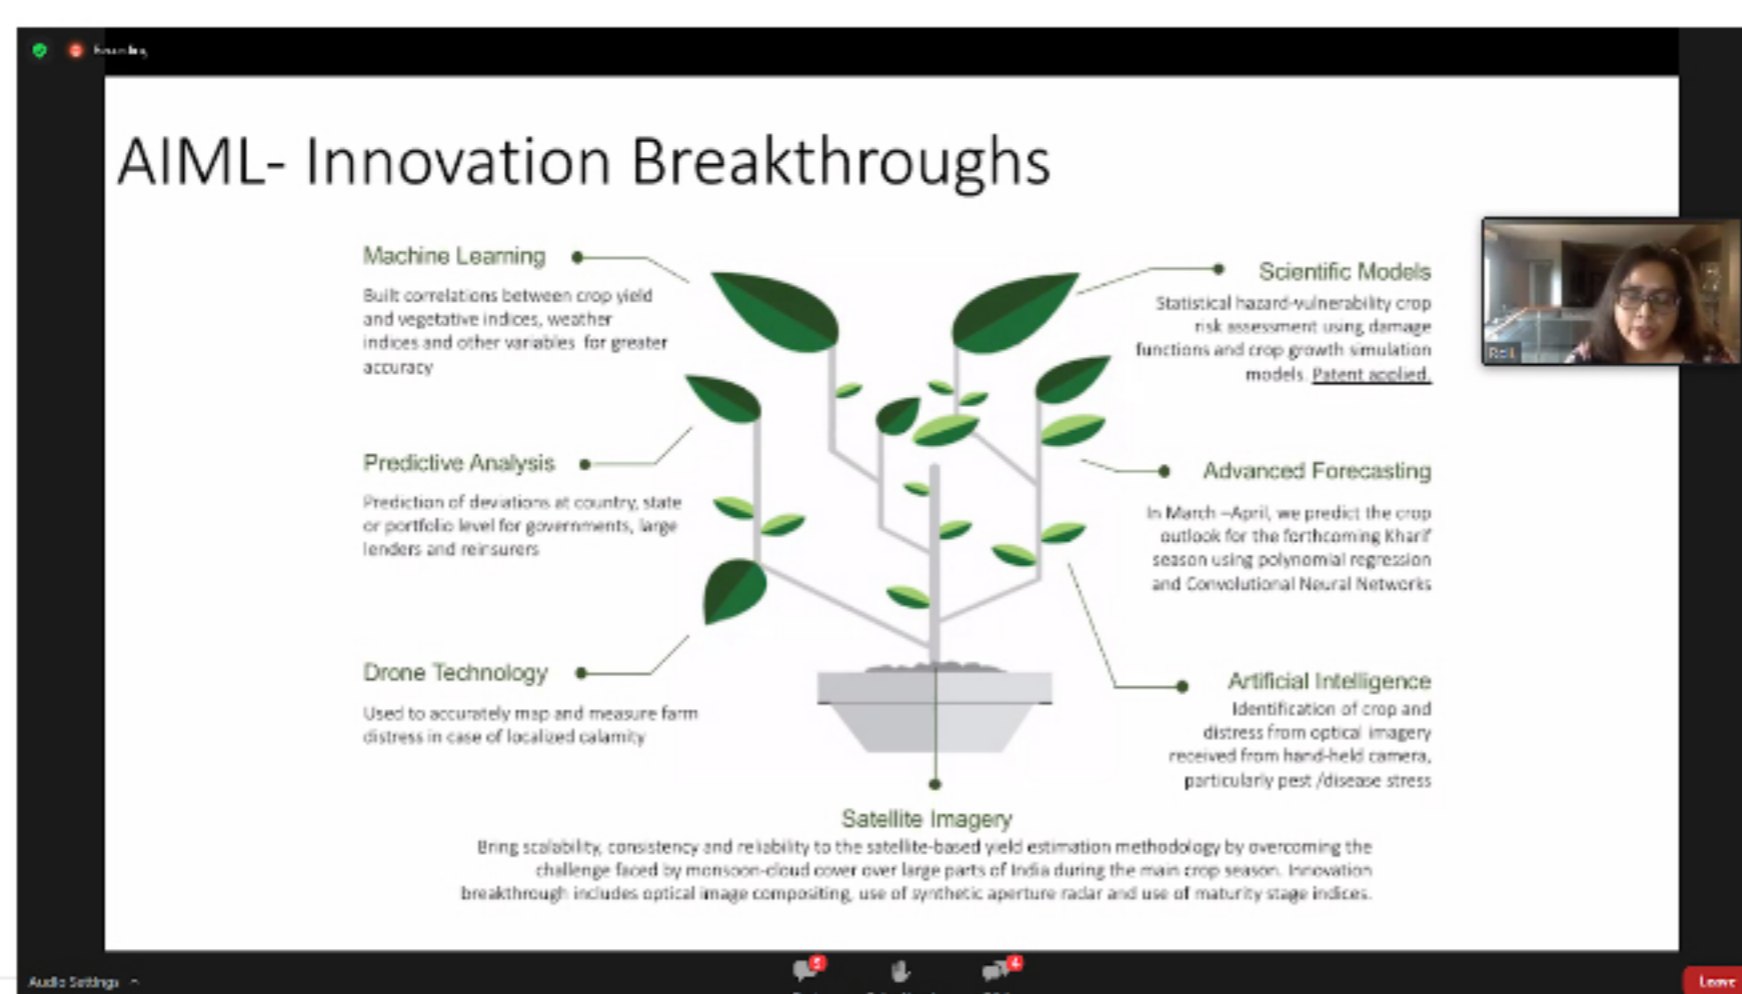 Recording
AIML- Innovation Breakthroughs
Machine Learning
Built correlations between crop yield
and vegetative indices, weather
indices and other variables for greater
accuracy
Predictive Analysis
Prediction of deviations at country, state
or portfolio level for governments, large
lenders and reinsurers
Drone Technology
Used to accurately map and measure farm
distress in case of localized calamity
Scientific Models
Statistical hazard-vulnerability crop
risk assessment using damage
functions and crop growth simulation
models. Patent applied.
Advanced Forecasting
In March –April, we predict the crop
outlook for the forthcoming Kharif
season using polynomial regression
and Convolutional Neural Networks
Artificial Intelligence
Identification of crop and
distress from optical imagery
received from hand-held camera,
particularly pest /disease stress
Satellite Imagery
Bring scalability, consistency and reliability to the satellite-based yield estimation methodology by overcoming the
challenge faced by monsoon-cloud cover over large parts of India during the main crop season. Innovation
breakthrough includes optical image compositing, use of synthetic aperture radar and use of maturity stage indices.
Audio Settings
4
Leave